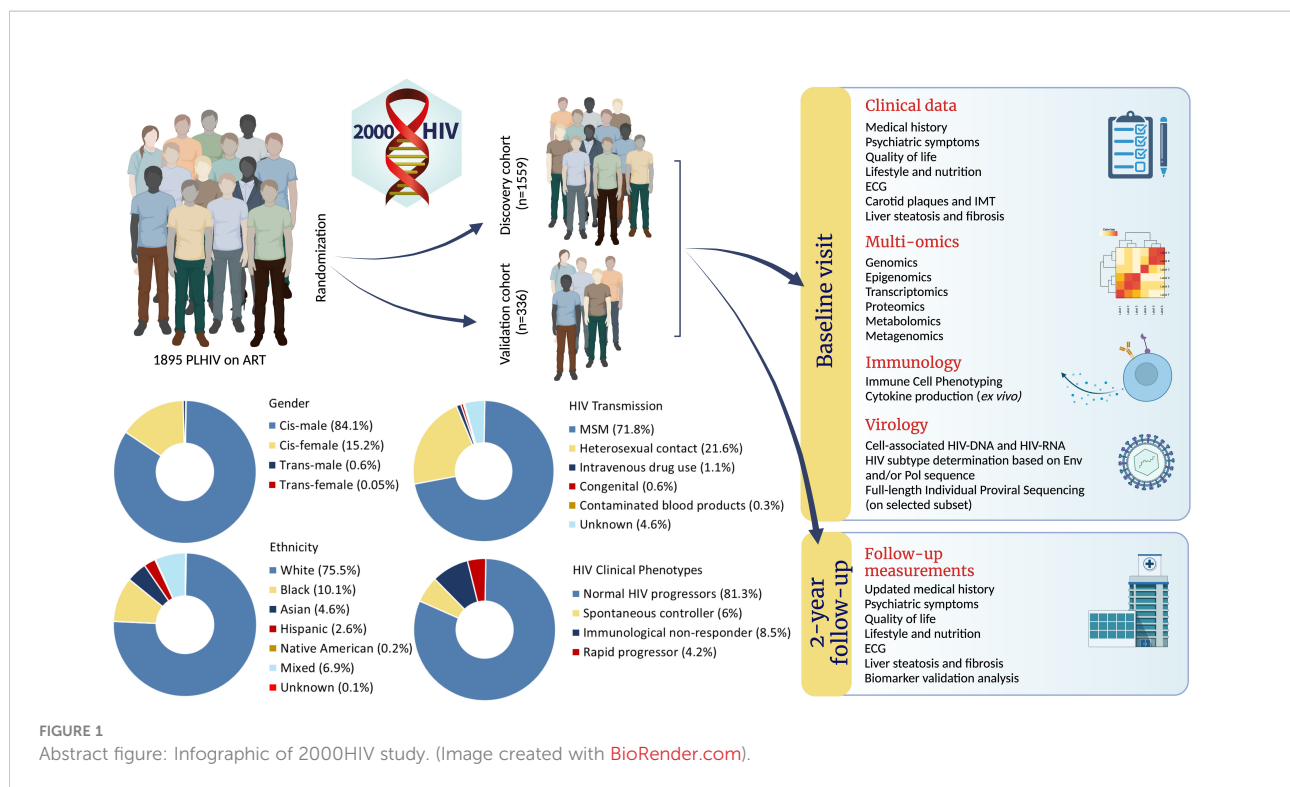 2000 HIV
1895 PLHIV on ART
Randomization
Discovery cohort
(n=1559)
Validation cohort
(n=336)
Gender
Cis-male (84.1%)
Cis-female (15.2%)
Trans-male (0.6%)
Trans-female (0.05%)
HIV Transmission
MSM (71.8%)
Heterosexual contact (21.6%)
Intravenous drug use (1.1%)
Congenital (0.6%)
Contaminated blood products (0.3%)
Unknown (4.6%)
Ethnicity
White (75.5%)
Black (10.1%)
Asian (4.6%)
Hispanic (2.6%)
Native American (0.2%)
Mixed (6.9%)
Unknown (0.1%)
HIV Clinical Phenotypes
Normal HIV progressors (81.3%)
Spontaneous controller (6%)
Immunological non-responder (8.5%)
Rapid progressor (4.2%)
Baseline visit
Clinical data
Medical history
Psychiatric symptoms
Quality of life
Lifestyle and nutrition
ECG
Carotid plaques and IMT
Liver steatosis and fibrosis
Multi-omics
Genomics
Epigenomics
Transcriptomics
Proteomics
Metabolomics
Metagenomics
Immunology
Immune Cell Phenotyping
Cytokine production (ex vivo)
Virology
Cell-associated HIV-DNA and HIV-RNA
HIV subtype determination based on Env
and/or Pol sequence
Full-length Individual Proviral Sequencing
(on selected subset)
2-year
follow-up
Follow-up
measurements
Updated medical history
Psychiatric symptoms
Quality of life
Lifestyle and nutrition
ECG
Liver steatosis and fibrosis
Biomarker validation analysis
FIGURE 1
Abstract figure: Infographic of 2000HIV study. (Image created with BioRender.com).